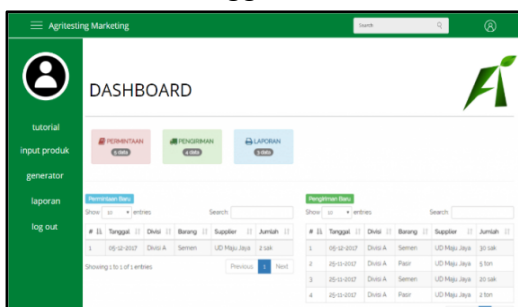 Agritesting Marketing
Search
DASHBOARD
tutorial
input produk
generator
laporan
log out
PERMINTAAN
PENGIRIMAN
LAPORAN
Permintaan Baru
Show 10 entries
Search:
# Tanggal Divisi Barang Supplier Jumlah
1 05-12-2017 Divisi A Semen UD Maju Jaya 2 sak
Showing 1 to 1 of 1 entries
Previous 1 Next
Pengiriman Baru
Show 10 entries
Search:
# Tanggal Divisi Barang Supplier Jumlah
1 05-12-2017 Divisi A Semen UD Maju Jaya 30 sak
2 25-11-2017 Divisi A Pasir UD Maju Jaya 5 ton
3 25-11-2017 Divisi A Semen UD Maju Jaya 20 sak
4 25-11-2017 Divisi A Pasir UD Maju Jaya 2 ton